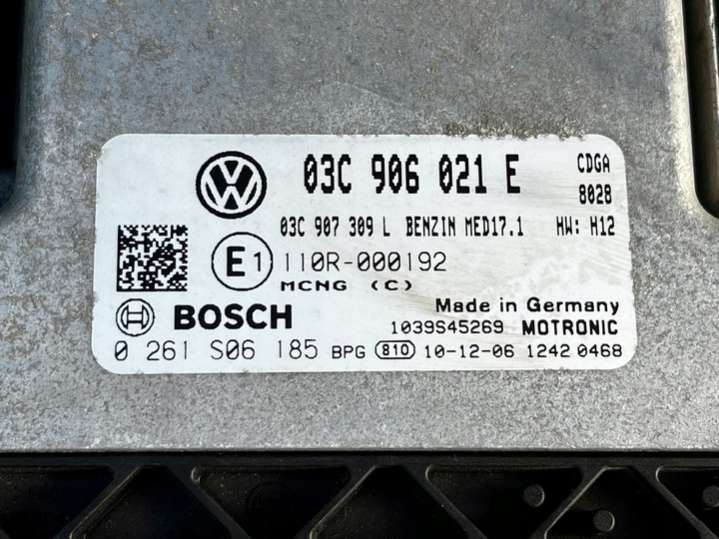 03C 906 021 E CDGA
8028
03C 907 309 L BENZIN MED17.1 HW: H12
E1 110R-000192
MCNG (C)
BOSCH Made in Germany
1039S45269 MOTRONIC
0 261 S06 185 BPG 810 10-12-06 1242 0468